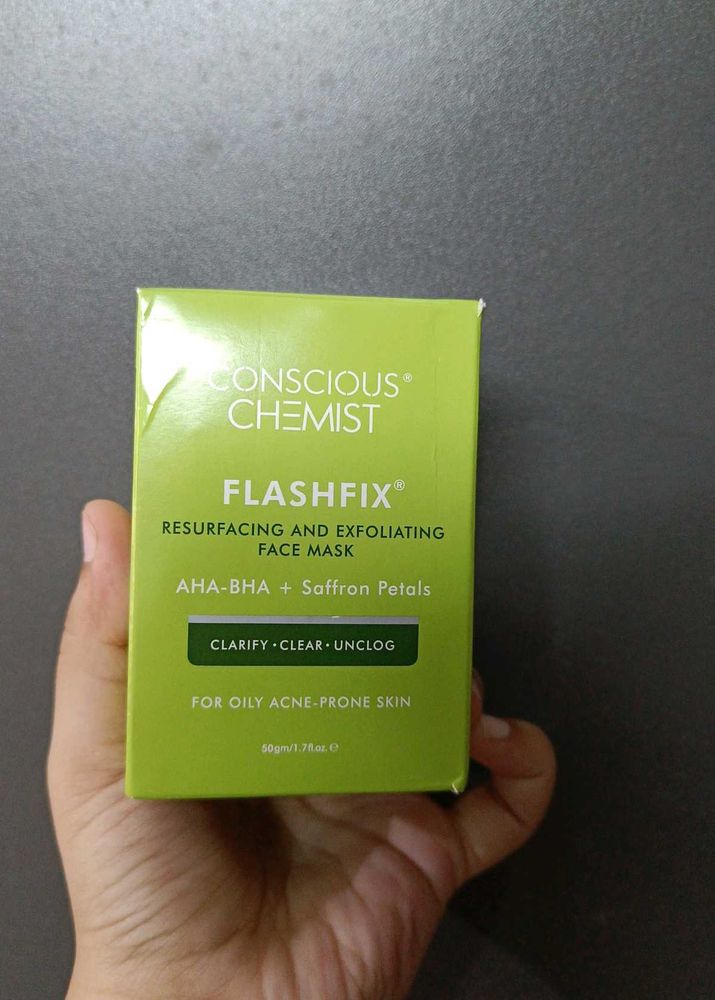 CONSCIOUS®
CHEMIST
FLASHFIX®
RESURFACING AND EXFOLIATING
FACE MASK
AHA-BHA + Saffron Petals
CLARIFY • CLEAR • UNCLOG
FOR OILY ACNE-PRONE SKIN
50gm/1.7fl.oz. ℮